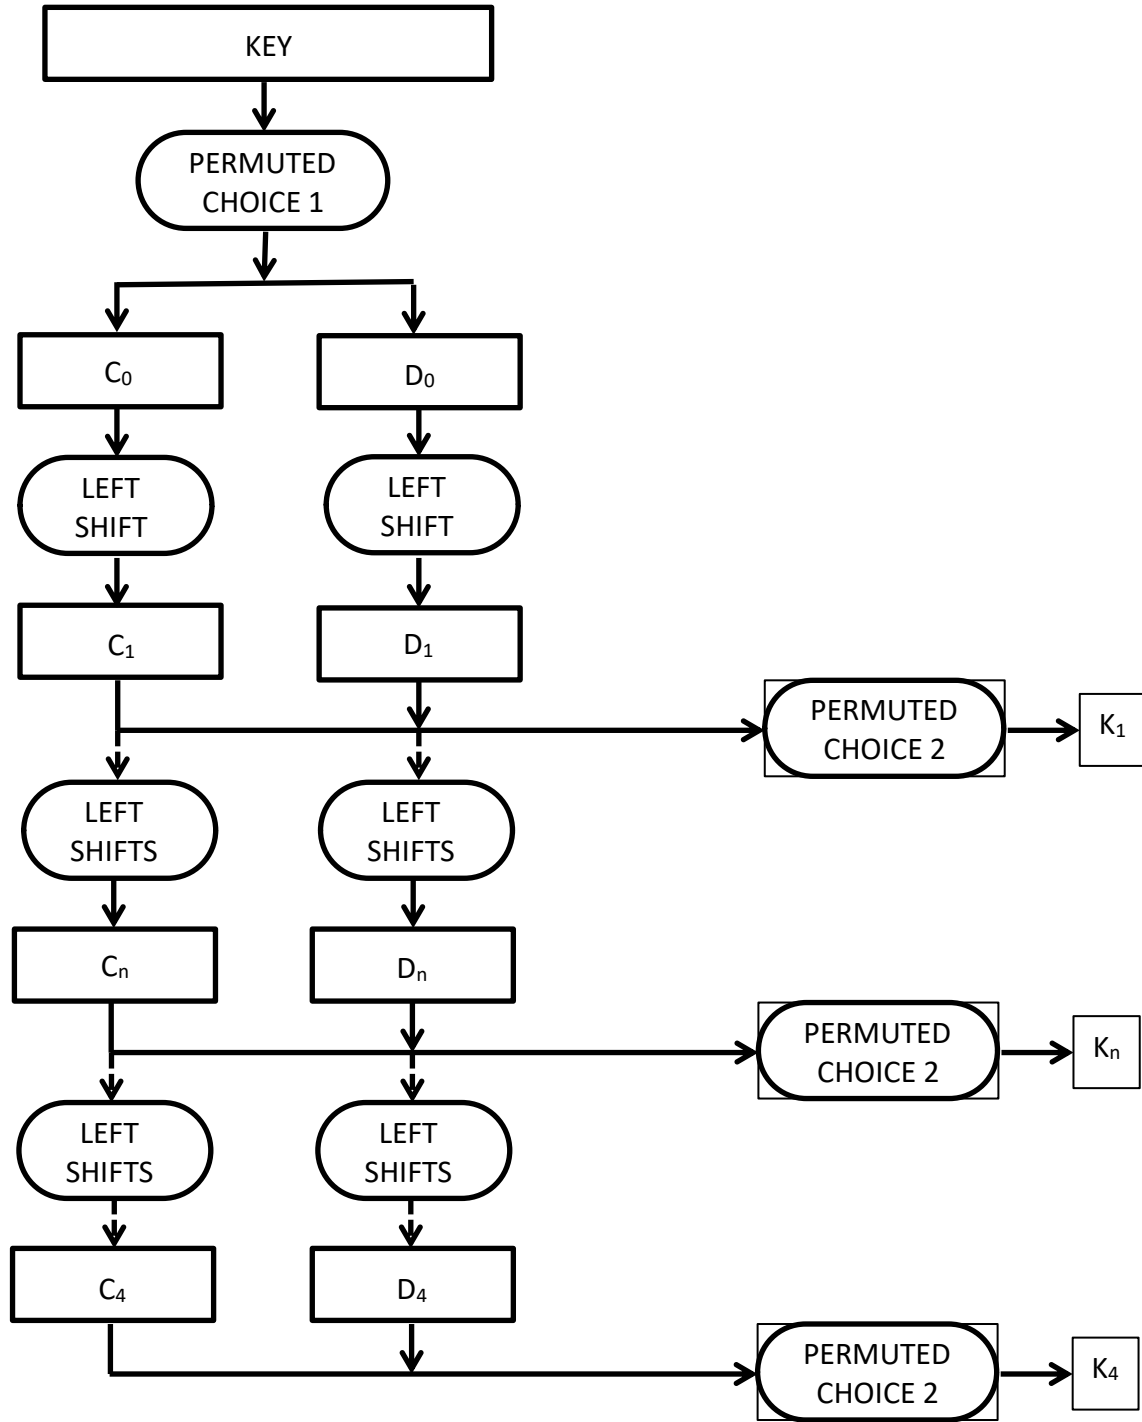 KEY
PERMUTED
CHOICE 1
C₀
D₀
LEFT
SHIFT
LEFT
SHIFT
C₁
D₁
PERMUTED
CHOICE 2
K₁
LEFT
SHIFTS
LEFT
SHIFTS
Cₙ
Dₙ
PERMUTED
CHOICE 2
Kₙ
LEFT
SHIFTS
LEFT
SHIFTS
C₄
D₄
PERMUTED
CHOICE 2
K₄